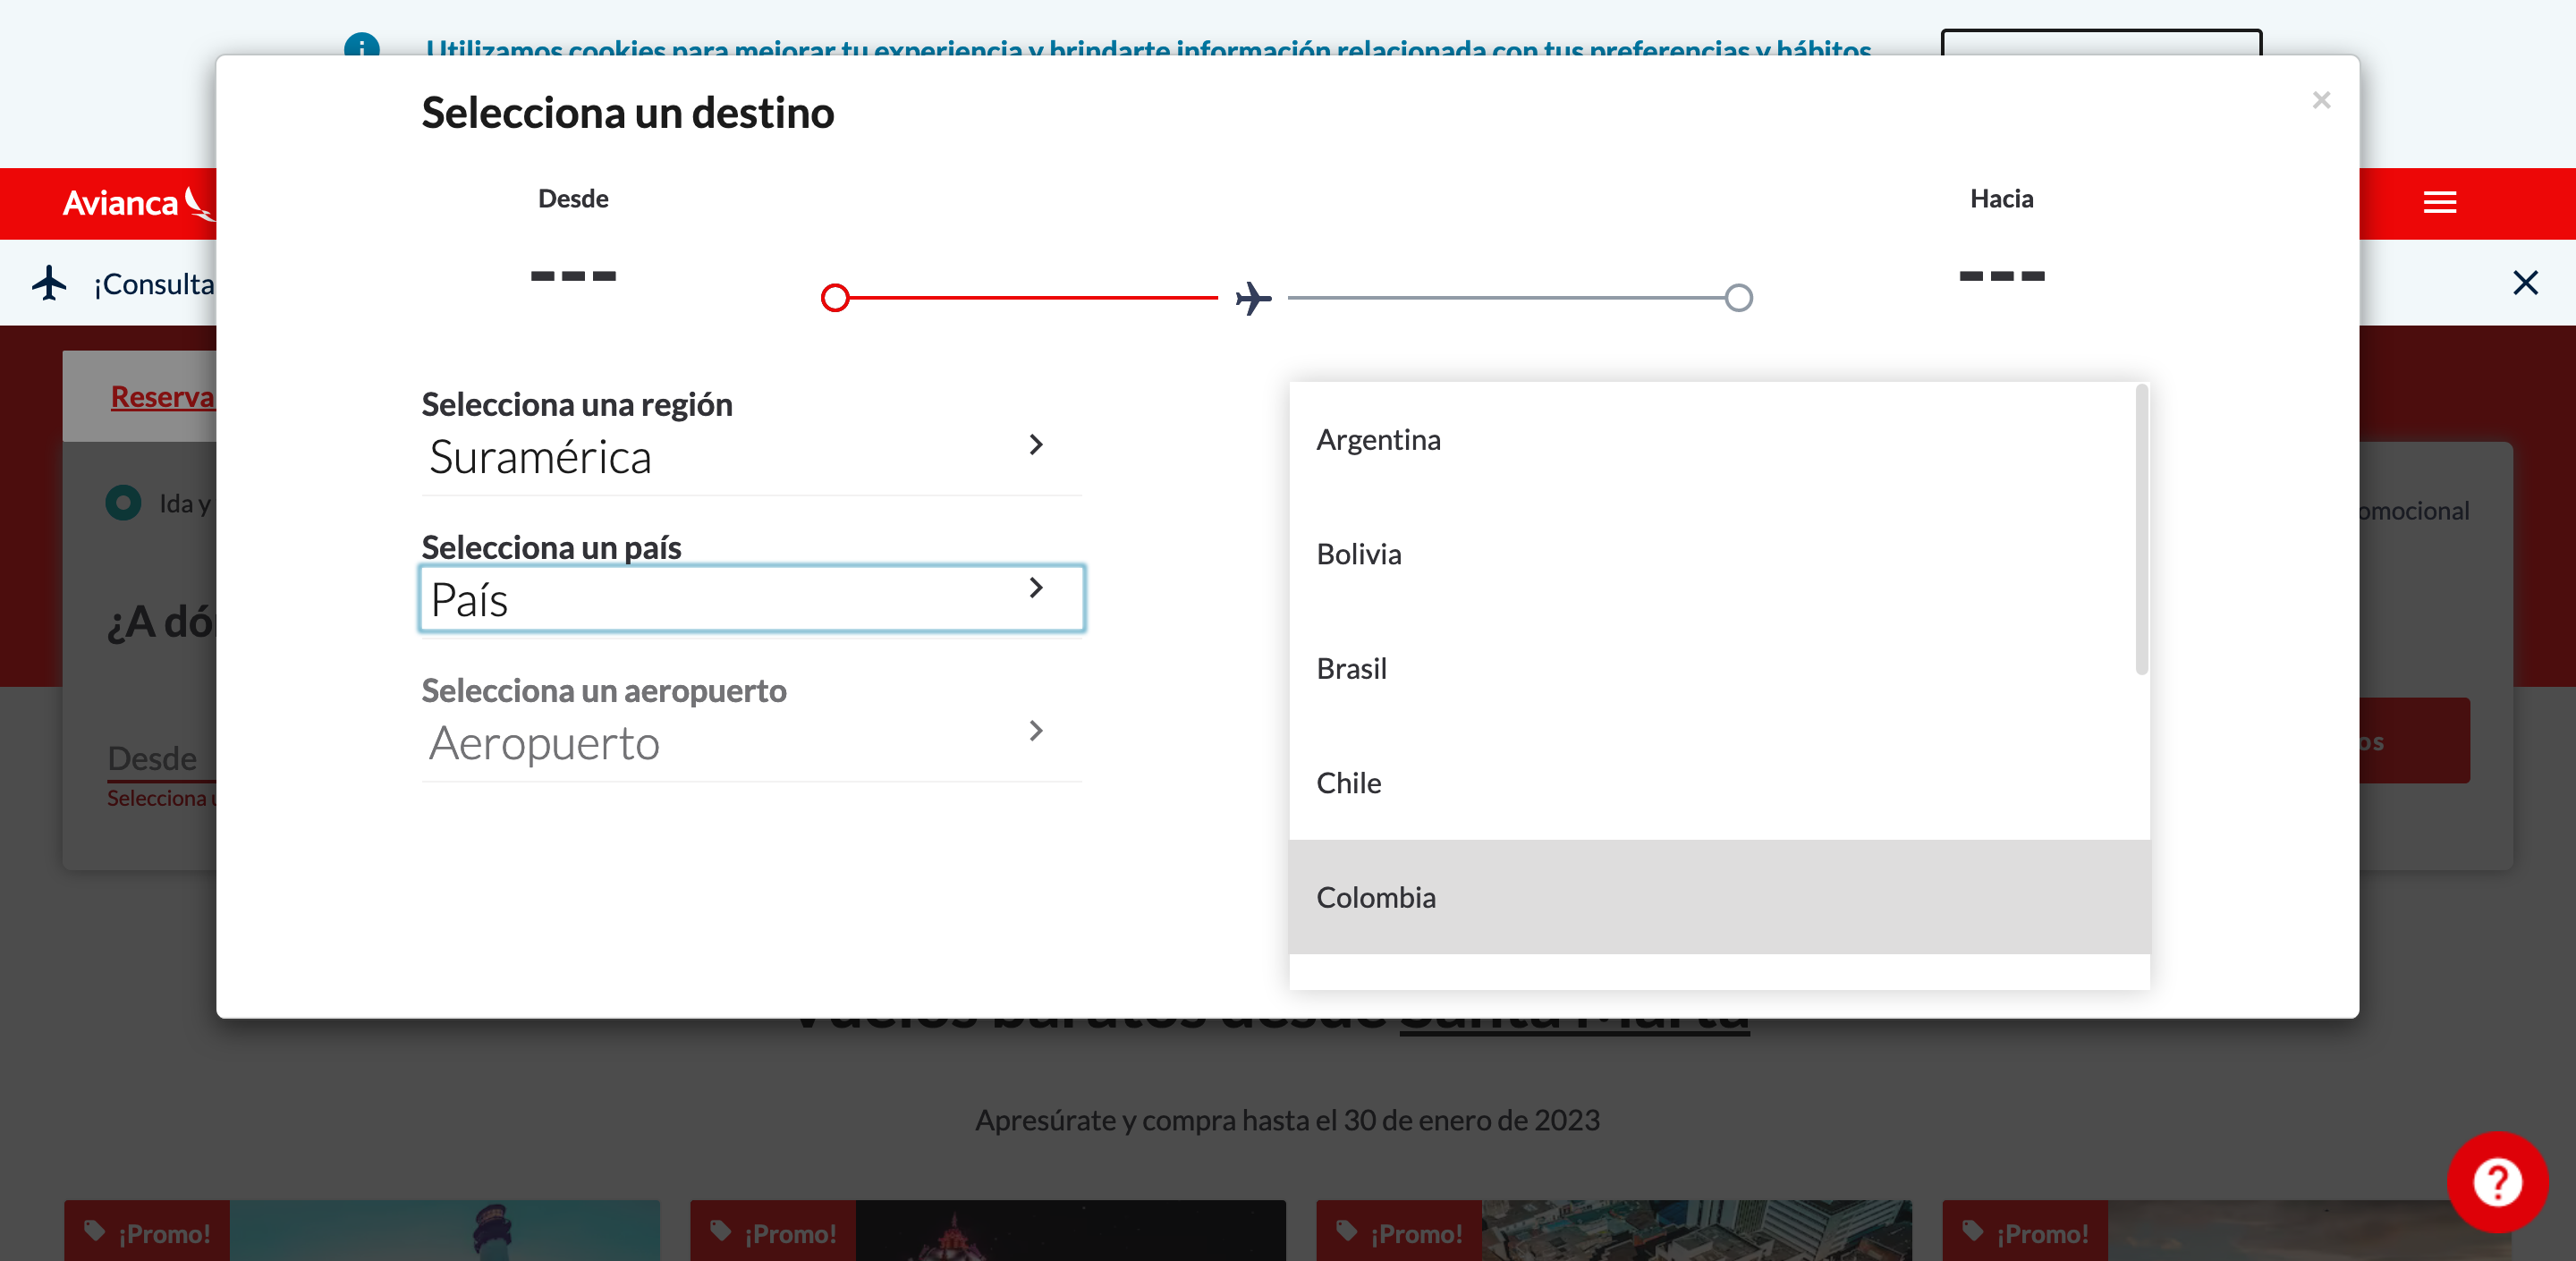 Utilizamos cookies para mejorar tu experiencia y brindarte información relacionada con tus preferencias y hábitos
Selecciona un destino
×
Desde
Hacia
---
---
Avianca
¡Consulta
Reserva
Selecciona una región
Suramérica
Selecciona un país
País
Selecciona un aeropuerto
Aeropuerto
Argentina
Bolivia
Brasil
Chile
Colombia
Ida y
omocional
¿A dó
Desde
os
Selecciona
Vuelos baratos desde Santa Marta
Apresúrate y compra hasta el 30 de enero de 2023
¡Promo!
¡Promo!
¡Promo!
¡Promo!